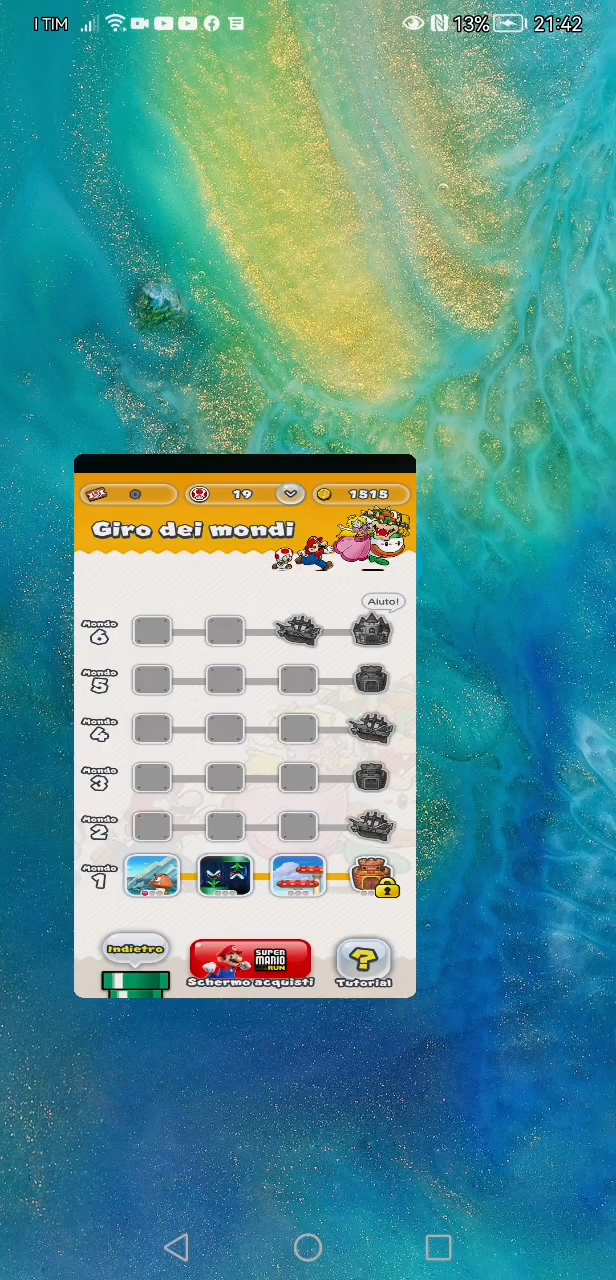 I TIM 13% 21:42
19 1515
Giro dei mondi
Aiuto!
Mondo
6
Mondo
5
Mondo
4
Mondo
3
Mondo
2
Mondo
1
Indietro
SUPER
MARIO
RUN
Schermo acquisti
Tutorial